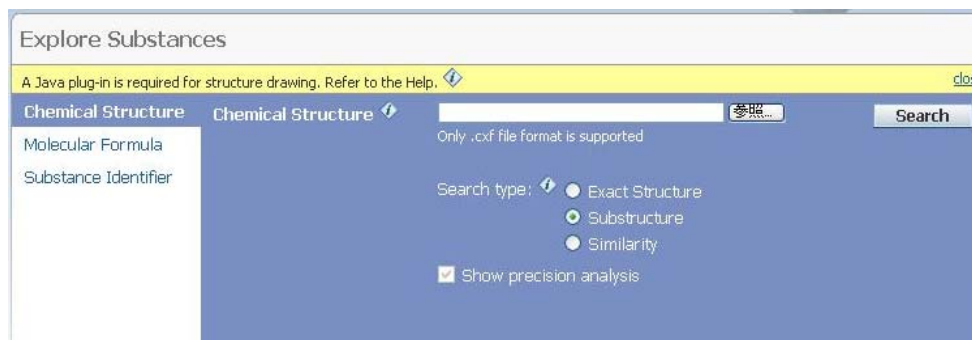 Explore Substances
A Java plug-in is required for structure drawing. Refer to the Help.
Chemical Structure
Molecular Formula
Substance Identifier
Chemical Structure
参照...
Search
Only .cxf file format is supported
Search type:
Exact Structure
Substructure
Similarity
Show precision analysis